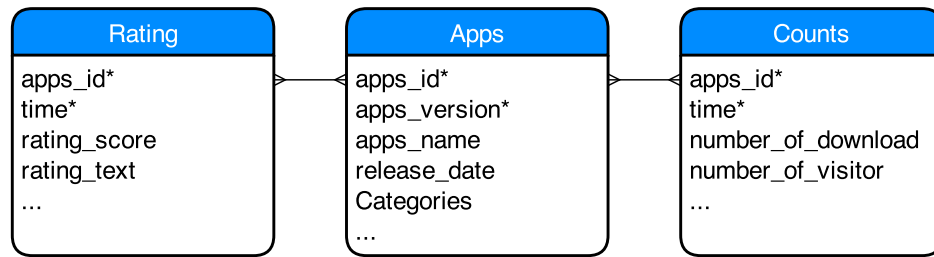 Rating
apps_id*
time*
rating_score
rating_text
...
Apps
apps_id*
apps_version*
apps_name
release_date
Categories
...
Counts
apps_id*
time*
number_of_download
number_of_visitor
...